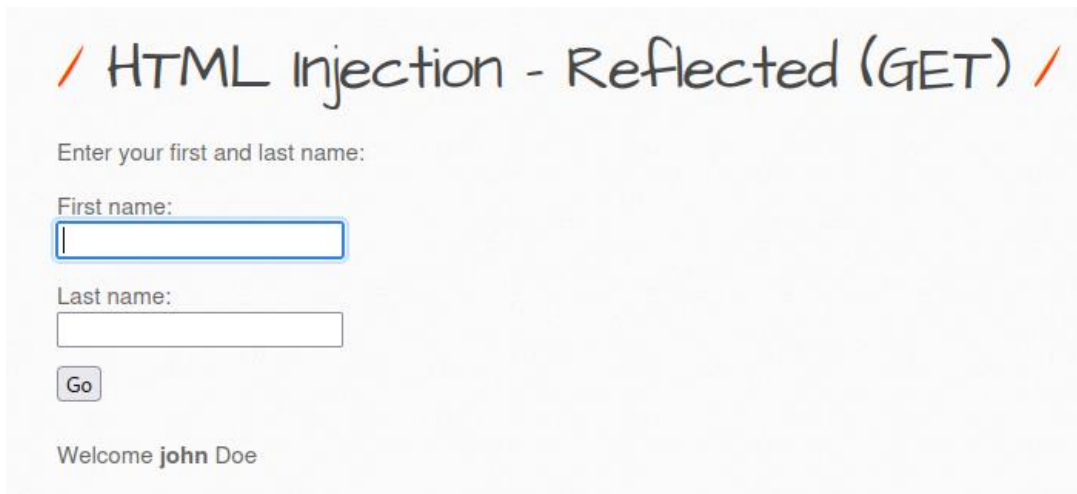 / HTML Injection - Reflected (GET) /
Enter your first and last name:
First name:
Last name:
Go
Welcome john Doe